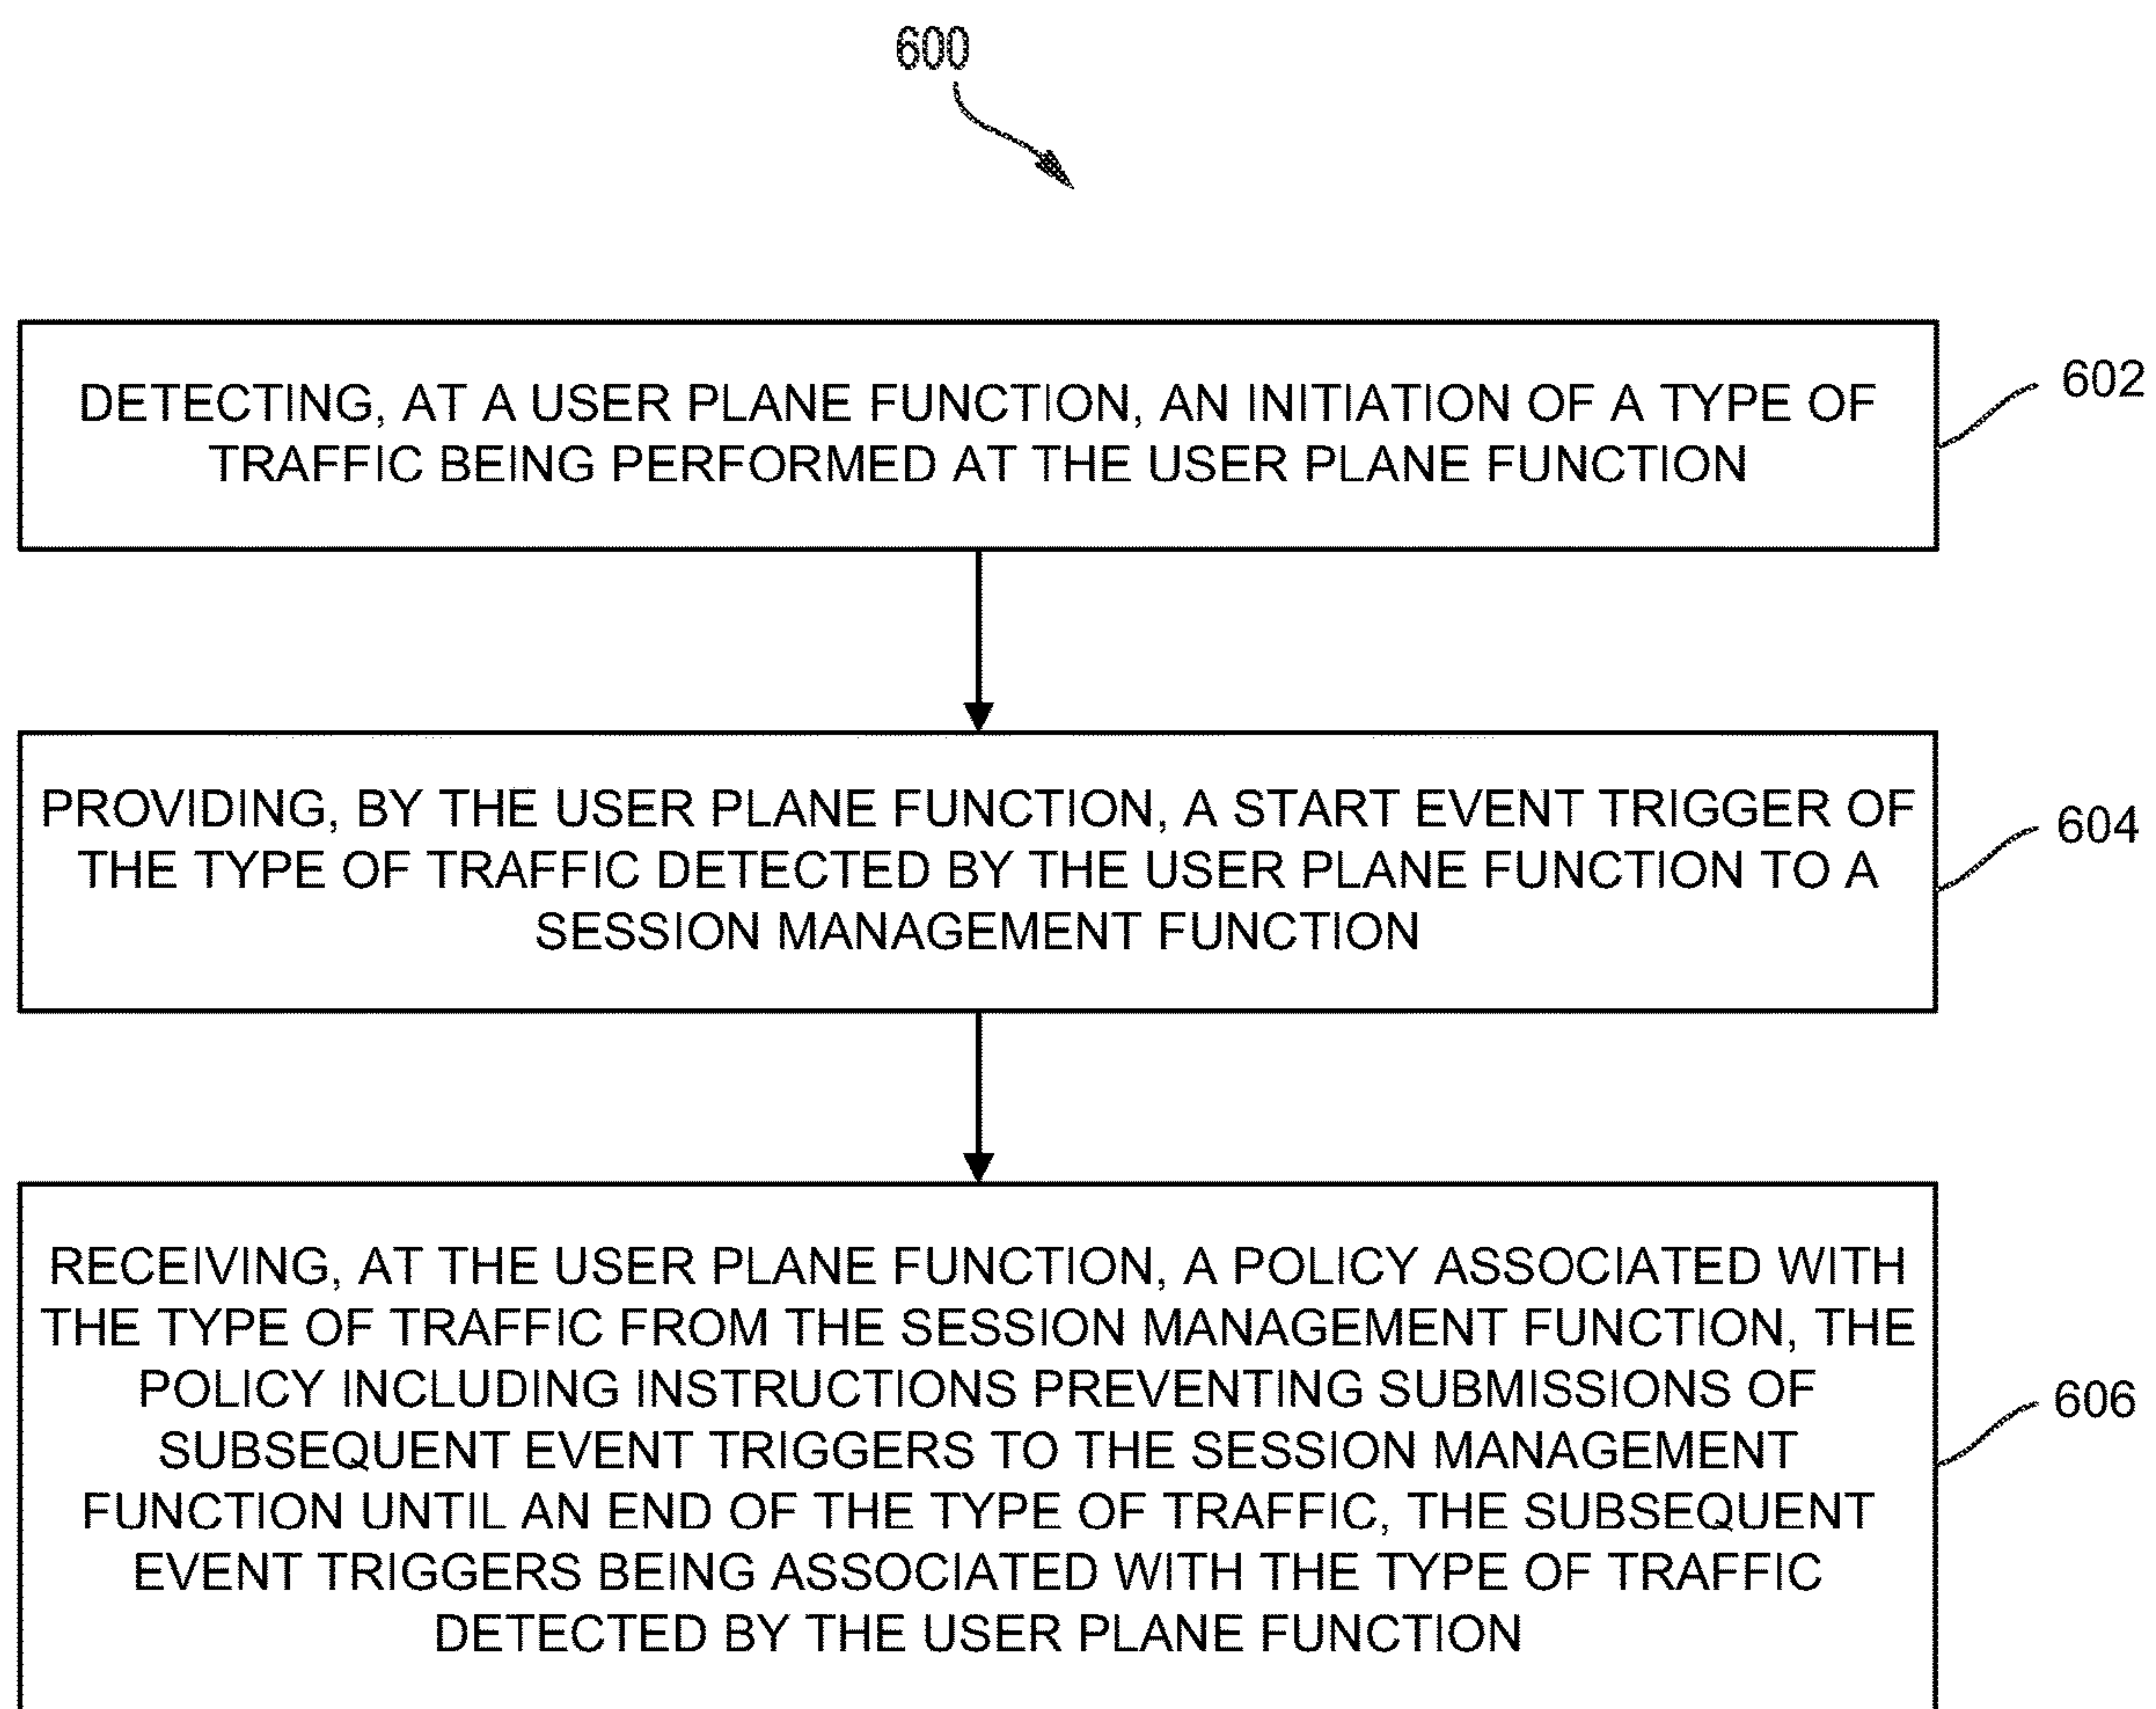 600
DETECTING, AT A USER PLANE FUNCTION, AN INITIATION OF A TYPE OF
TRAFFIC BEING PERFORMED AT THE USER PLANE FUNCTION
602
PROVIDING, BY THE USER PLANE FUNCTION, A START EVENT TRIGGER OF
THE TYPE OF TRAFFIC DETECTED BY THE USER PLANE FUNCTION TO A
SESSION MANAGEMENT FUNCTION
604
RECEIVING, AT THE USER PLANE FUNCTION, A POLICY ASSOCIATED WITH
THE TYPE OF TRAFFIC FROM THE SESSION MANAGEMENT FUNCTION, THE
POLICY INCLUDING INSTRUCTIONS PREVENTING SUBMISSIONS OF
SUBSEQUENT EVENT TRIGGERS TO THE SESSION MANAGEMENT
FUNCTION UNTIL AN END OF THE TYPE OF TRAFFIC, THE SUBSEQUENT
EVENT TRIGGERS BEING ASSOCIATED WITH THE TYPE OF TRAFFIC
DETECTED BY THE USER PLANE FUNCTION
606